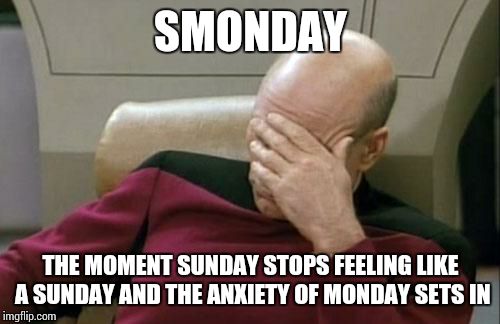 SMONDAY
THE MOMENT SUNDAY STOPS FEELING LIKE
A SUNDAY AND THE ANXIETY OF MONDAY SETS IN
imgflip.com